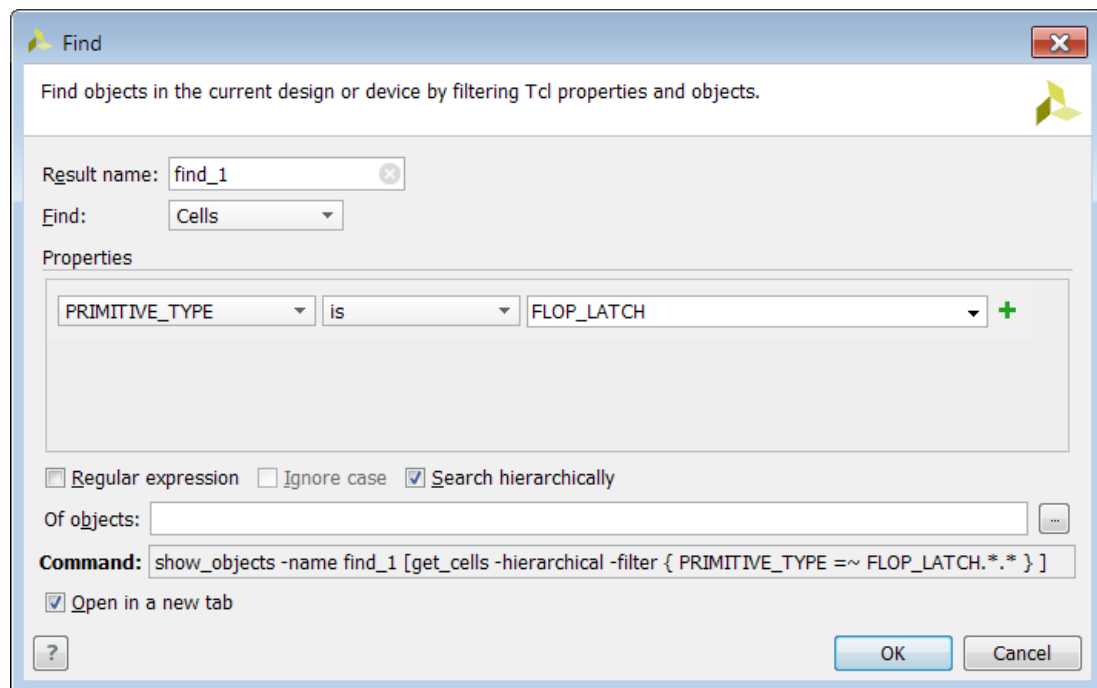 Find
Find objects in the current design or device by filtering Tcl properties and objects.
Result name: find_1
Find: Cells
Properties
PRIMITIVE_TYPE is FLOP_LATCH +
Regular expression Ignore case Search hierarchically
Of objects: ...
Command: show_objects -name find_1 [get_cells -hierarchical -filter { PRIMITIVE_TYPE =~ FLOP_LATCH.*.* } ]
Open in a new tab
? OK Cancel